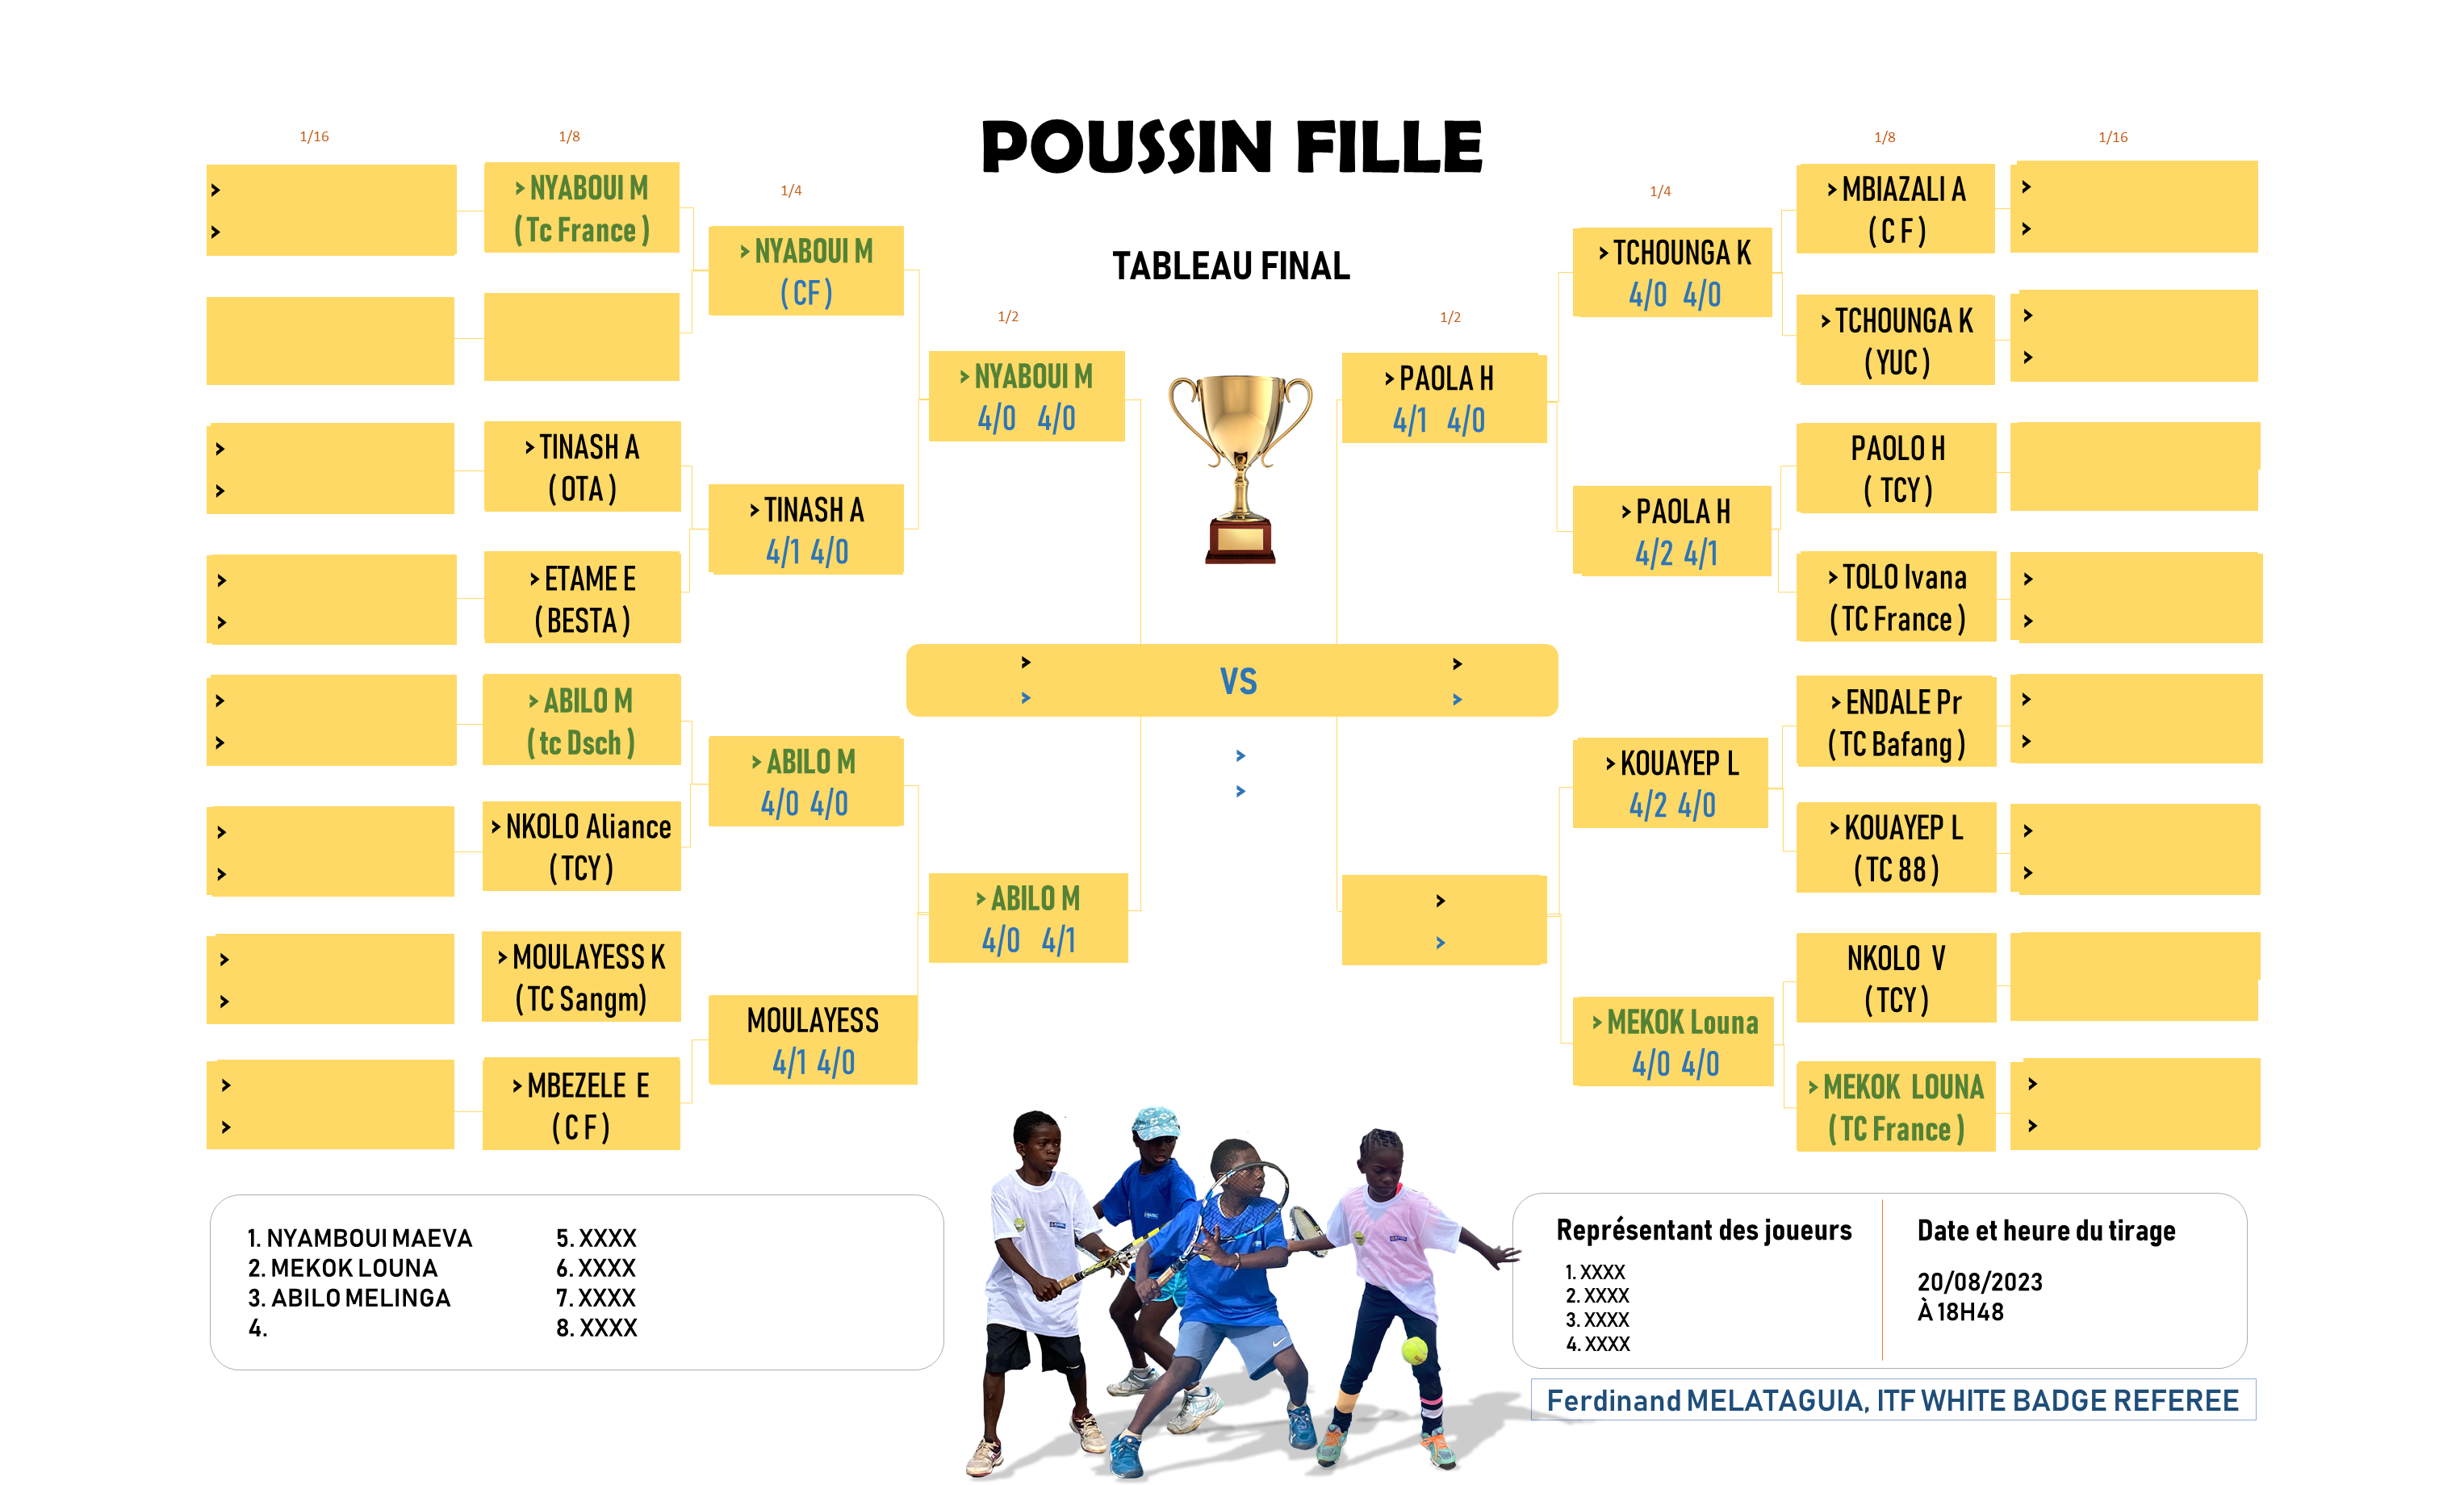 POUSSIN FILLE
TABLEAU FINAL
1/16
1/8
1/4
1/2
1/2
1/4
1/8
1/16
> NYABOUI M
( Tc France )
> TINASH A
( OTA )
> ETAME E
( BESTA )
> ABILO M
( tc Dsch )
> NKOLO Aliance
( TCY )
> MOULAYESS K
( TC Sangm)
> MBEZELE E
( C F )
> NYABOUI M
( CF )
> TINASH A
4/1 4/0
> ABILO M
4/0 4/0
MOULAYESS
4/1 4/0
> NYABOUI M
4/0 4/0
> ABILO M
4/0 4/1
VS
> PAOLA H
4/1 4/0
> TCHOUNGA K
4/0 4/0
> PAOLA H
4/2 4/1
> KOUAYEP L
4/2 4/0
> MEKOK Louna
4/0 4/0
> MBIAZALI A
( C F )
> TCHOUNGA K
( YUC )
PAOLO H
( TCY )
> TOLO Ivana
( TC France )
> ENDALE Pr
( TC Bafang )
> KOUAYEP L
( TC 88 )
NKOLO V
( TCY )
> MEKOK LOUNA
( TC France )
1. NYAMBOUI MAEVA
2. MEKOK LOUNA
3. ABILO MELINGA
4.
5. XXXX
6. XXXX
7. XXXX
8. XXXX
Représentant des joueurs
1. XXXX
2. XXXX
3. XXXX
4. XXXX
Date et heure du tirage
20/08/2023
À 18H48
Ferdinand MELATAGUIA, ITF WHITE BADGE REFEREE